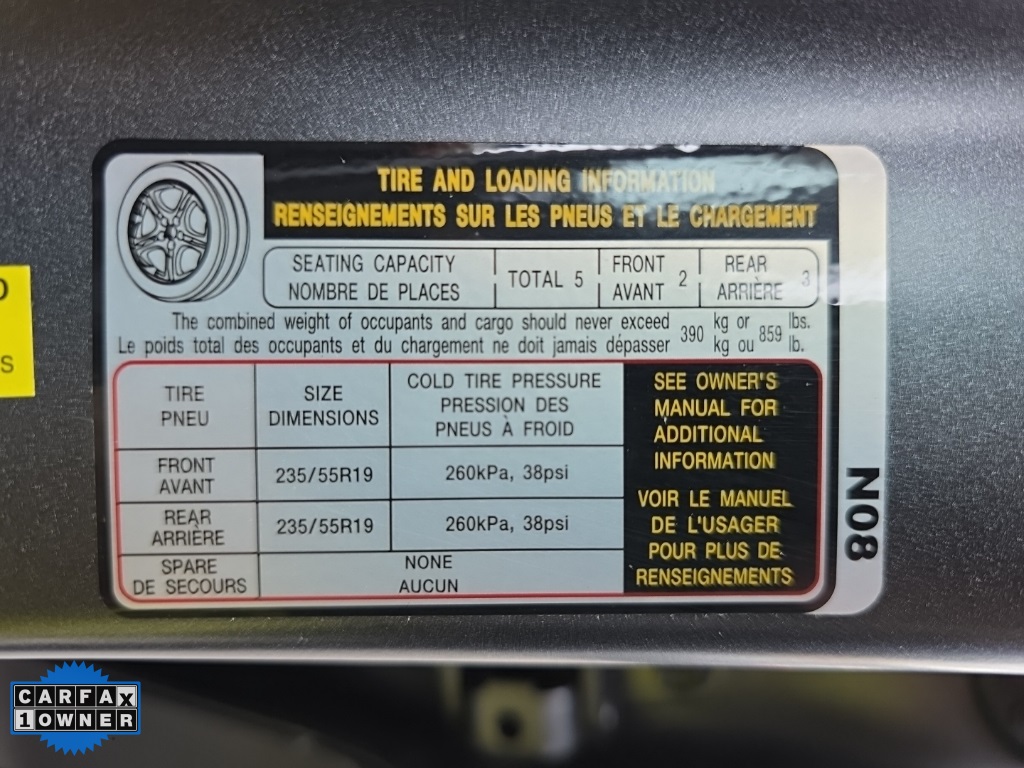 TIRE AND LOADING INFORMATION
RENSEIGNEMENTS SUR LES PNEUS ET LE CHARGEMENT
SEATING CAPACITY
NOMBRE DE PLACES
TOTAL 5
FRONT
AVANT
2
REAR
ARRIÈRE
3
The combined weight of occupants and cargo should never exceed
Le poids total des occupants et du chargement ne doit jamais dépasser
390
kg or
kg ou
859
lbs.
lb.
TIRE
PNEU
SIZE
DIMENSIONS
COLD TIRE PRESSURE
PRESSION DES
PNEUS À FROID
FRONT
AVANT
235/55R19
260kPa, 38psi
REAR
ARRIÈRE
235/55R19
260kPa, 38psi
SPARE
DE SECOURS
NONE
AUCUN
SEE OWNER'S
MANUAL FOR
ADDITIONAL
INFORMATION
VOIR LE MANUEL
DE L'USAGER
POUR PLUS DE
RENSEIGNEMENTS
N08
S
CARFAX
1 OWNER